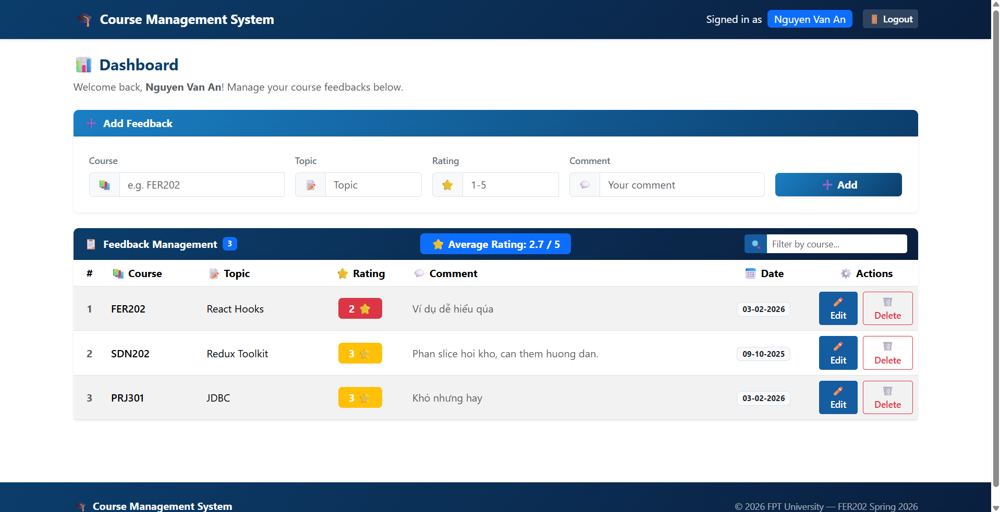 Course Management System
Signed in as Nguyen Van An Logout
Dashboard
Welcome back, Nguyen Van An! Manage your course feedbacks below.
Add Feedback
Course Topic Rating Comment
e.g. FER202 Topic 1-5 Your comment Add
Feedback Management 3 Average Rating: 2.7 / 5 Filter by course...
# Course Topic Rating Comment Date Actions
1 FER202 React Hooks 2 Ví dụ dễ hiểu qúa 03-02-2026 Edit Delete
2 SDN202 Redux Toolkit 3 Phan slice hoi kho, can them huong dan. 09-10-2025 Edit Delete
3 PRJ301 JDBC 3 Khó nhưng hay 03-02-2026 Edit Delete
Course Management System © 2026 FPT University — FER202 Spring 2026